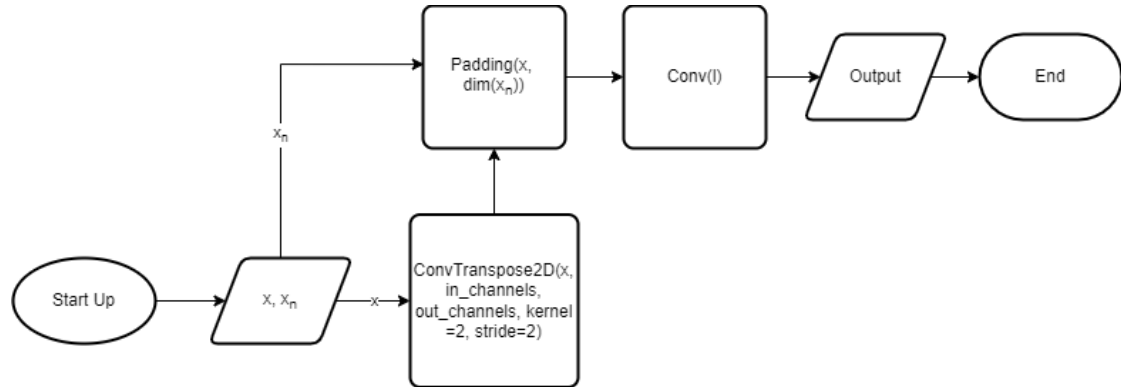 Padding(x,
dim(xₙ))
Conv(I)
Output
End
xₙ
Start Up
x, xₙ
x
ConvTranspose2D(x,
in_channels,
out_channels, kernel
=2, stride=2)